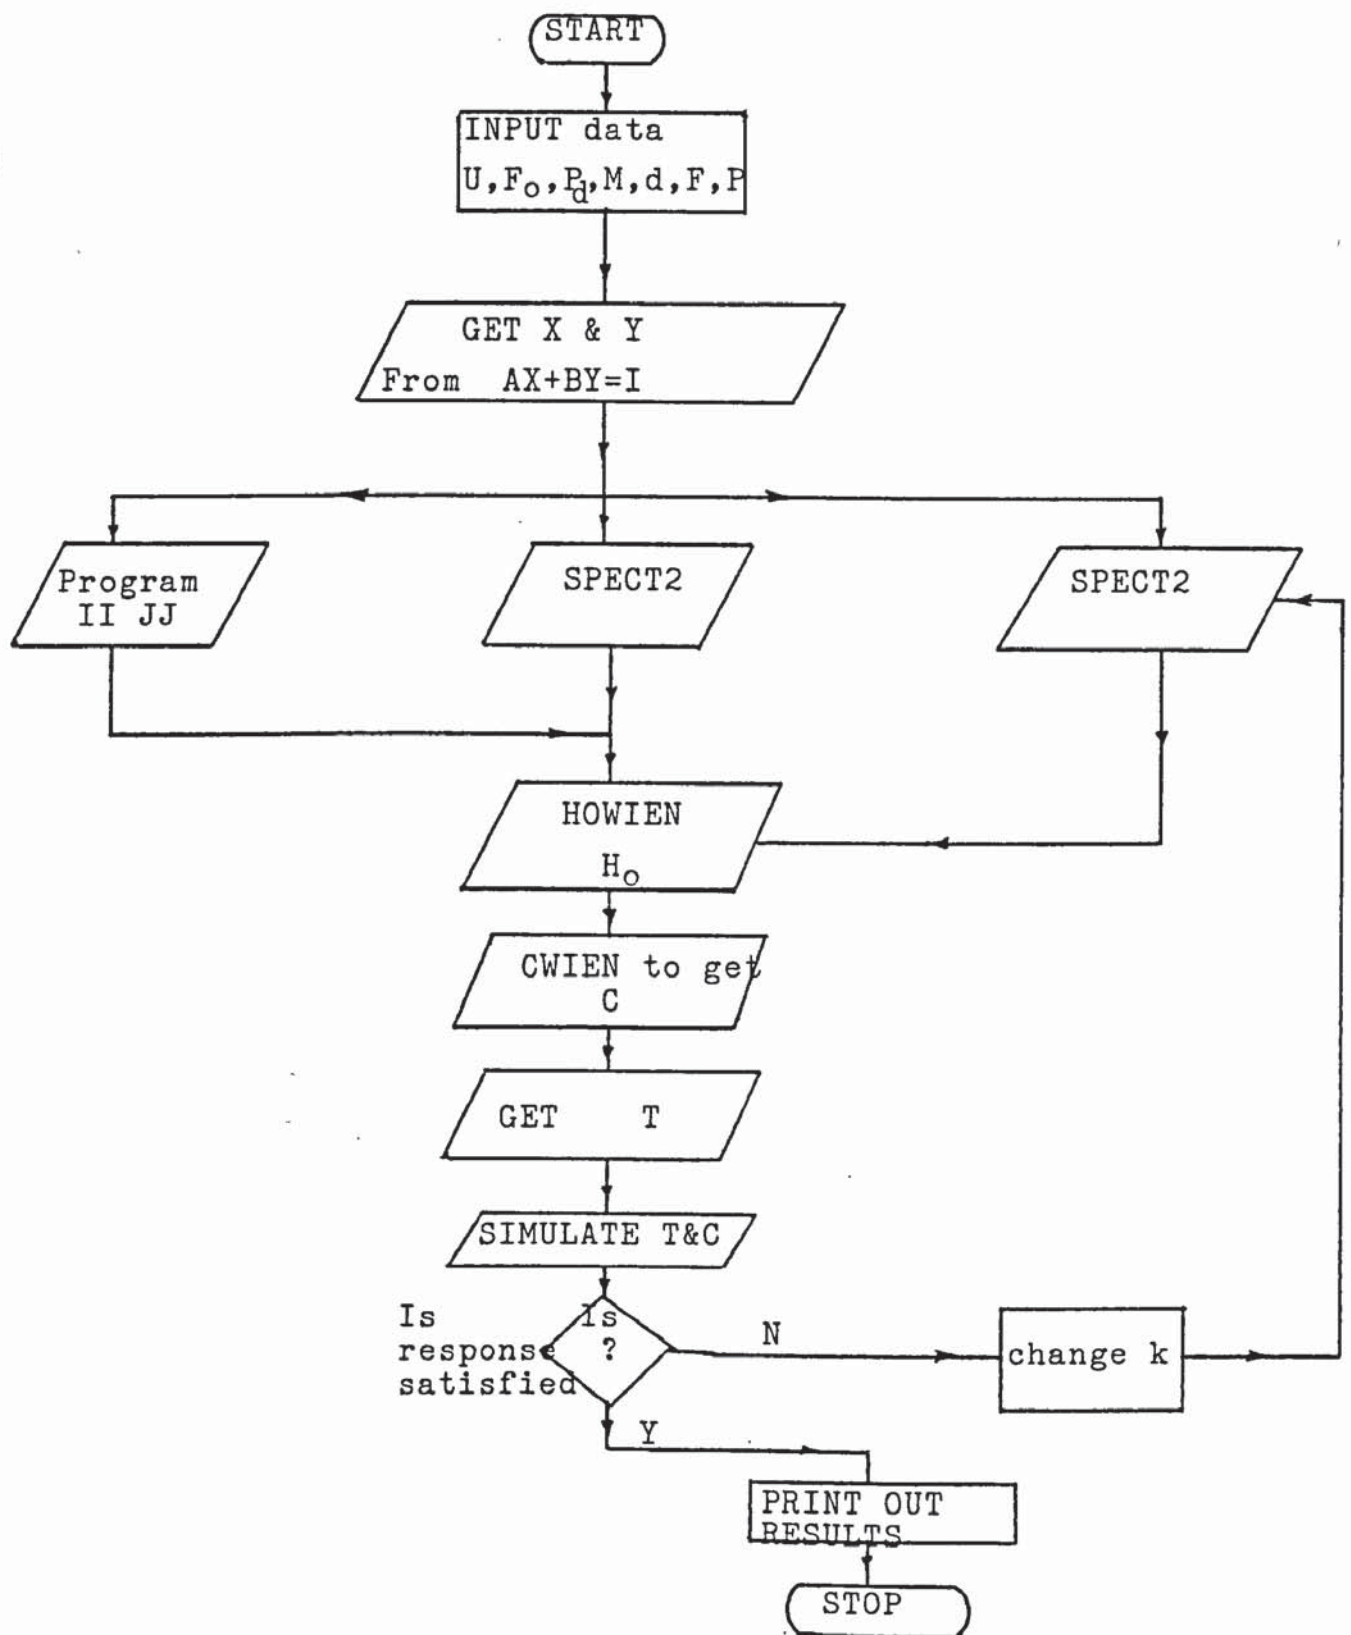 START
INPUT data
U,Fo,Pd,M,d,F,P
GET X & Y
From AX+BY=I
Program
II JJ
SPECT2
SPECT2
HOWIEN
Ho
CWIEN to get
C
GET T
SIMULATE T&C
Is
response
satisfied
Is
?
N
change k
Y
PRINT OUT
RESULTS
STOP